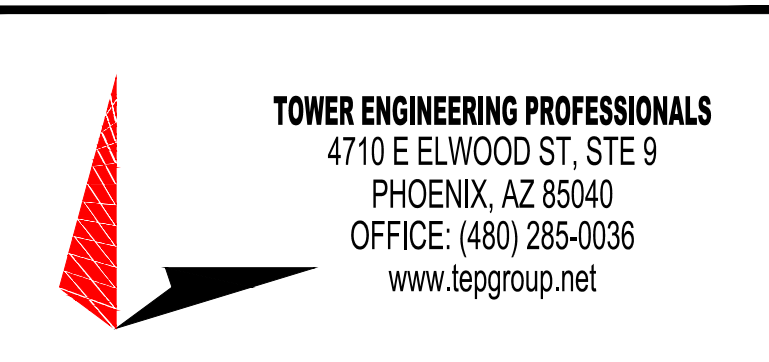 TOWER ENGINEERING PROFESSIONALS
4710 E ELWOOD ST, STE 9
PHOENIX, AZ 85040
OFFICE: (480) 285-0036
www.tepgroup.net